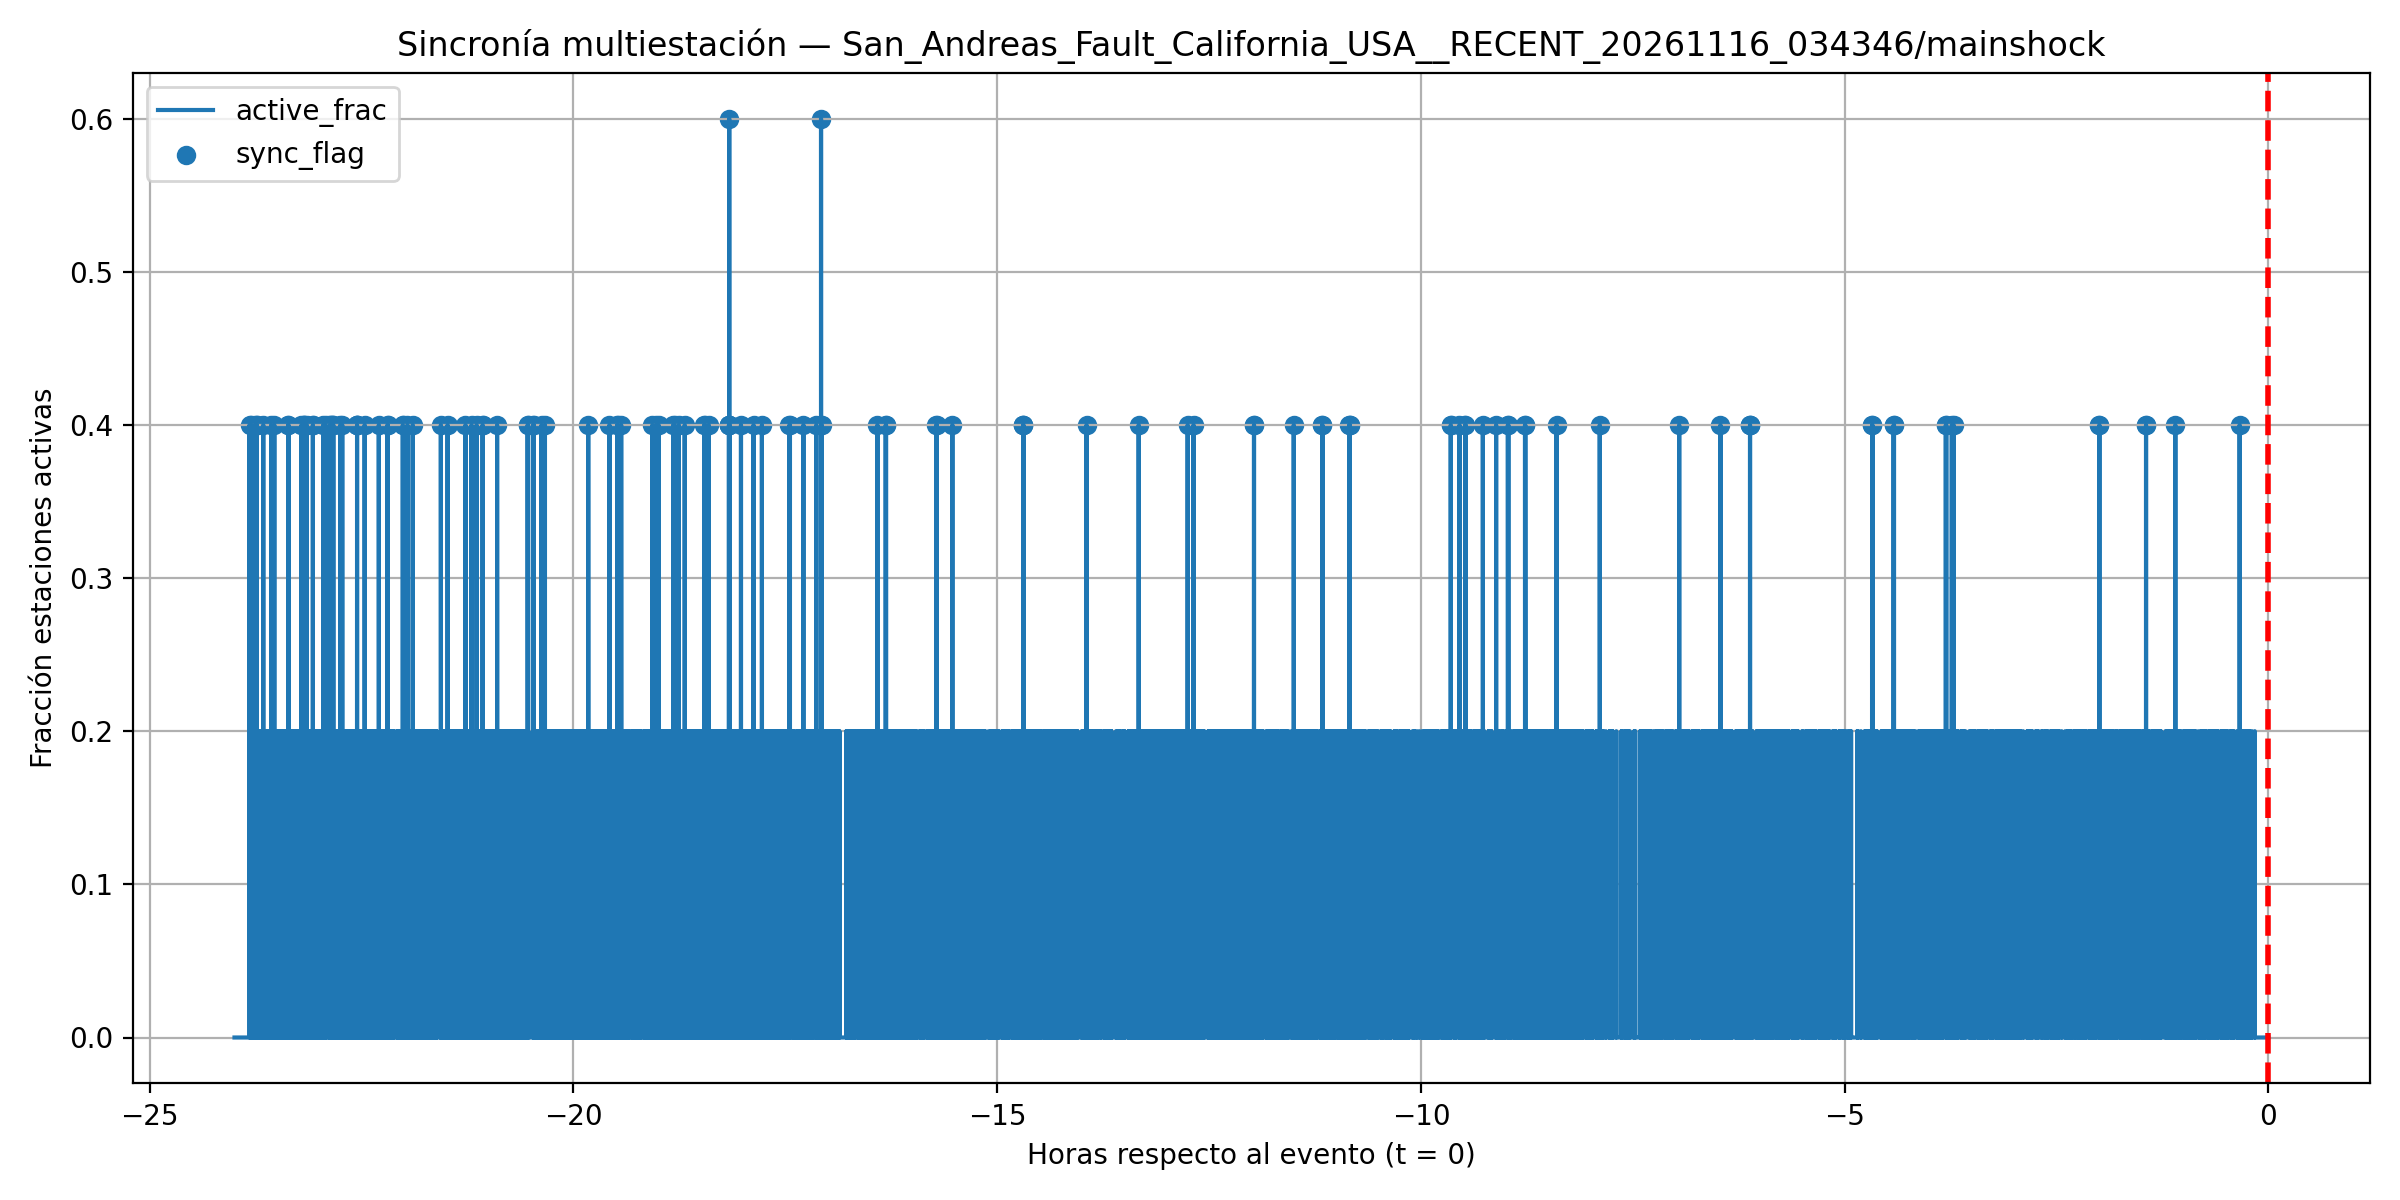 Sincronía multiestación — San_Andreas_Fault_California_USA__RECENT_20261116_034346/mainshock
active_frac
sync_flag
Fracción estaciones activas
0.6
0.5
0.4
0.3
0.2
0.1
0.0
−25
−20
−15
−10
−5
0
Horas respecto al evento (t = 0)